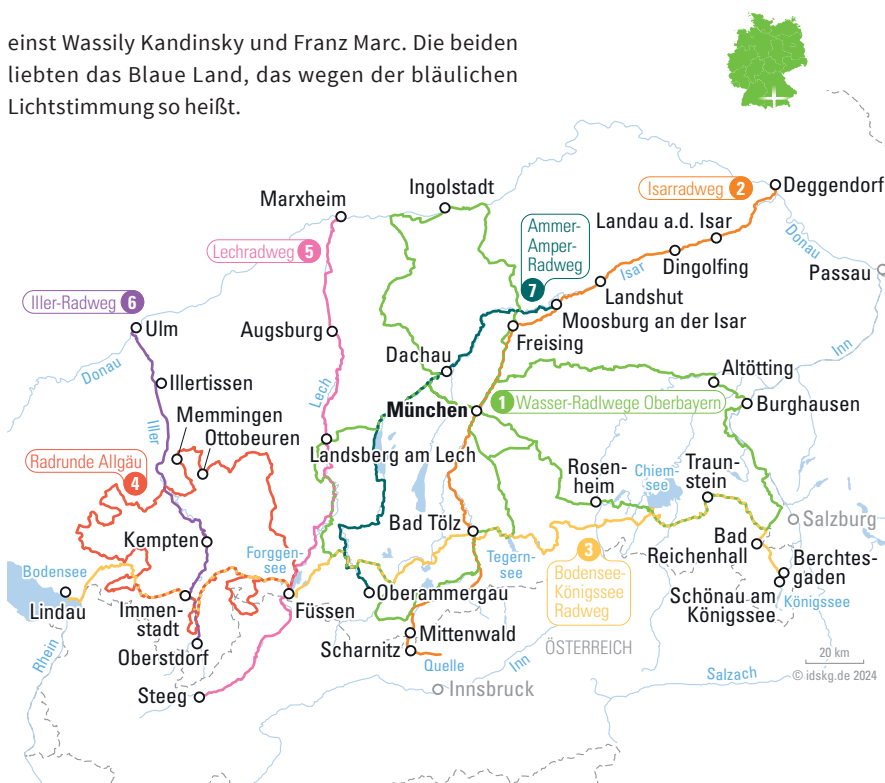 einst Wassily Kandinsky und Franz Marc. Die beiden
liebten das Blaue Land, das wegen der bläulichen
Lichtstimmung so heißt.
Marxheim
Ingolstadt
Isarradweg 2
Deggendorf
Lechradweg 5
Ammer-
Amper-
Radweg
7
Landau a.d. Isar
Donau
Isar
Dingolfing
Passau
Iller-Radweg 6
Landshut
Moosburg an der Isar
Ulm
Augsburg
Freising
Inn
Donau
Dachau
Altötting
Illertissen
Lech
München
1 Wasser-Radlwege Oberbayern
Burghausen
Memmingen
Iller
Ottobeuren
Landsberg am Lech
Radrunde Allgäu
4
Rosen-
heim
Chiem-
see
Traun-
stein
Salzburg
Bad Tölz
Kempten
Forggen-
see
Tegern-
see
3
Bodensee-
Königssee
Radweg
Bad
Reichenhall
Berchtes-
gaden
Bodensee
Lindau
Immen-
stadt
Füssen
Oberammergau
Schönau am
Königssee
Königssee
Rhein
Oberstdorf
Mittenwald
Scharnitz
Quelle
Inn
ÖSTERREICH
20 km
Salzach
© idskg.de 2024
Steeg
Innsbruck